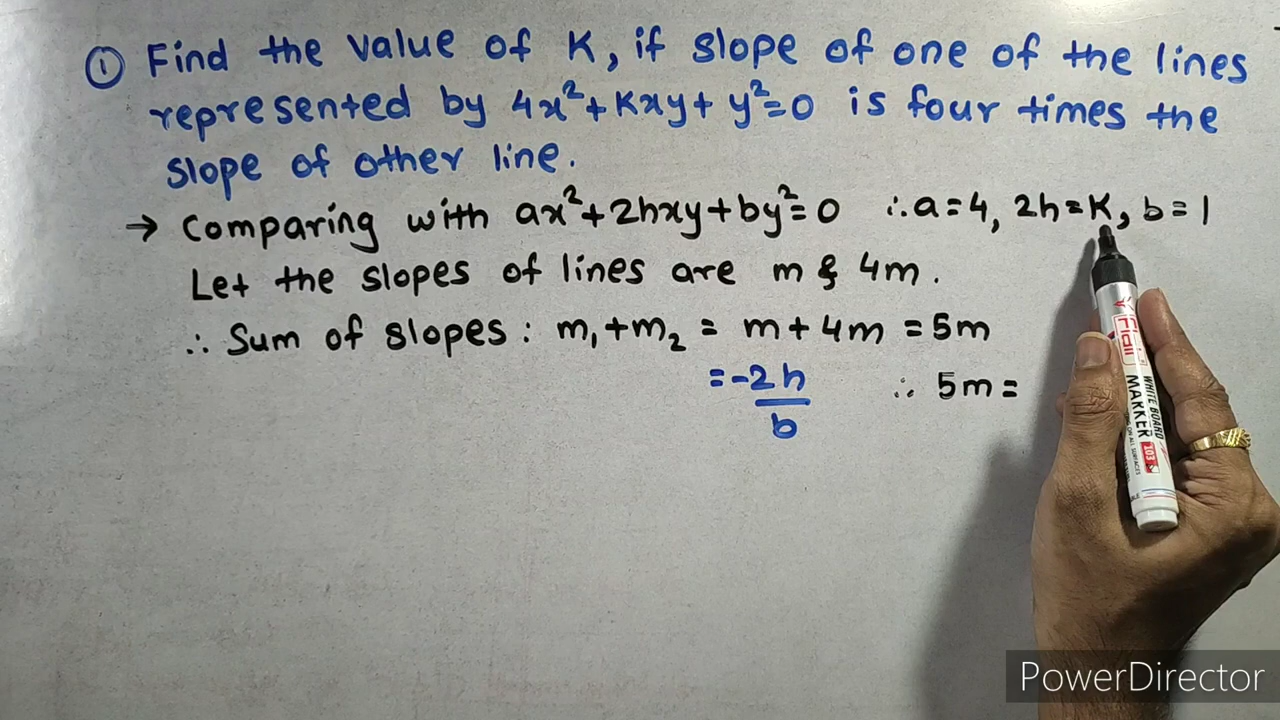 ① Find the value of K, if slope of one of the lines
represented by 4x²+Kxy+y²=0 is four times the
slope of other line.
→ Comparing with ax²+2hxy+by²=0 ∴a=4, 2h=K, b=1
Let the slopes of lines are m & 4m.
∴ Sum of slopes: m₁+m₂ = m+4m = 5m
=-2h/b ∴ 5m=
Fidii
WHITE BOARD
MARKER
103
PowerDirector